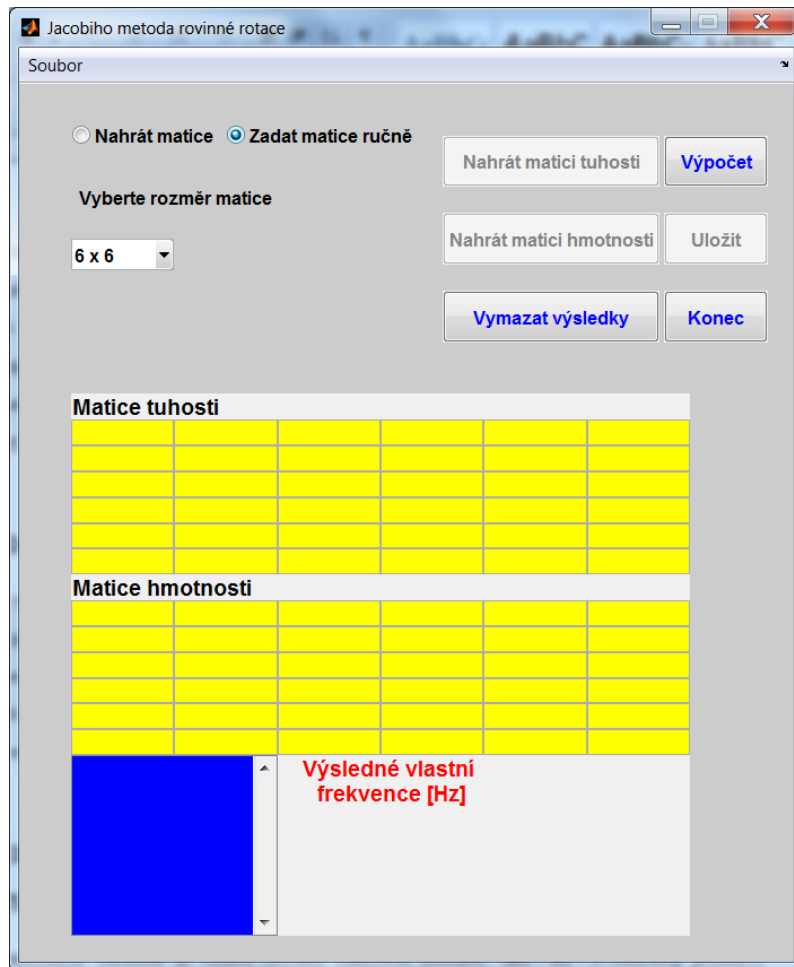 Jacobiho metoda rovinné rotace
Soubor
Nahrát matice Zadat matice ručně
Nahrát matici tuhosti Výpočet
Vyberte rozměr matice
Nahrát matici hmotnosti Uložit
6 x 6
Vymazat výsledky Konec
Matice tuhosti
Matice hmotnosti
Výsledné vlastní
frekvence [Hz]